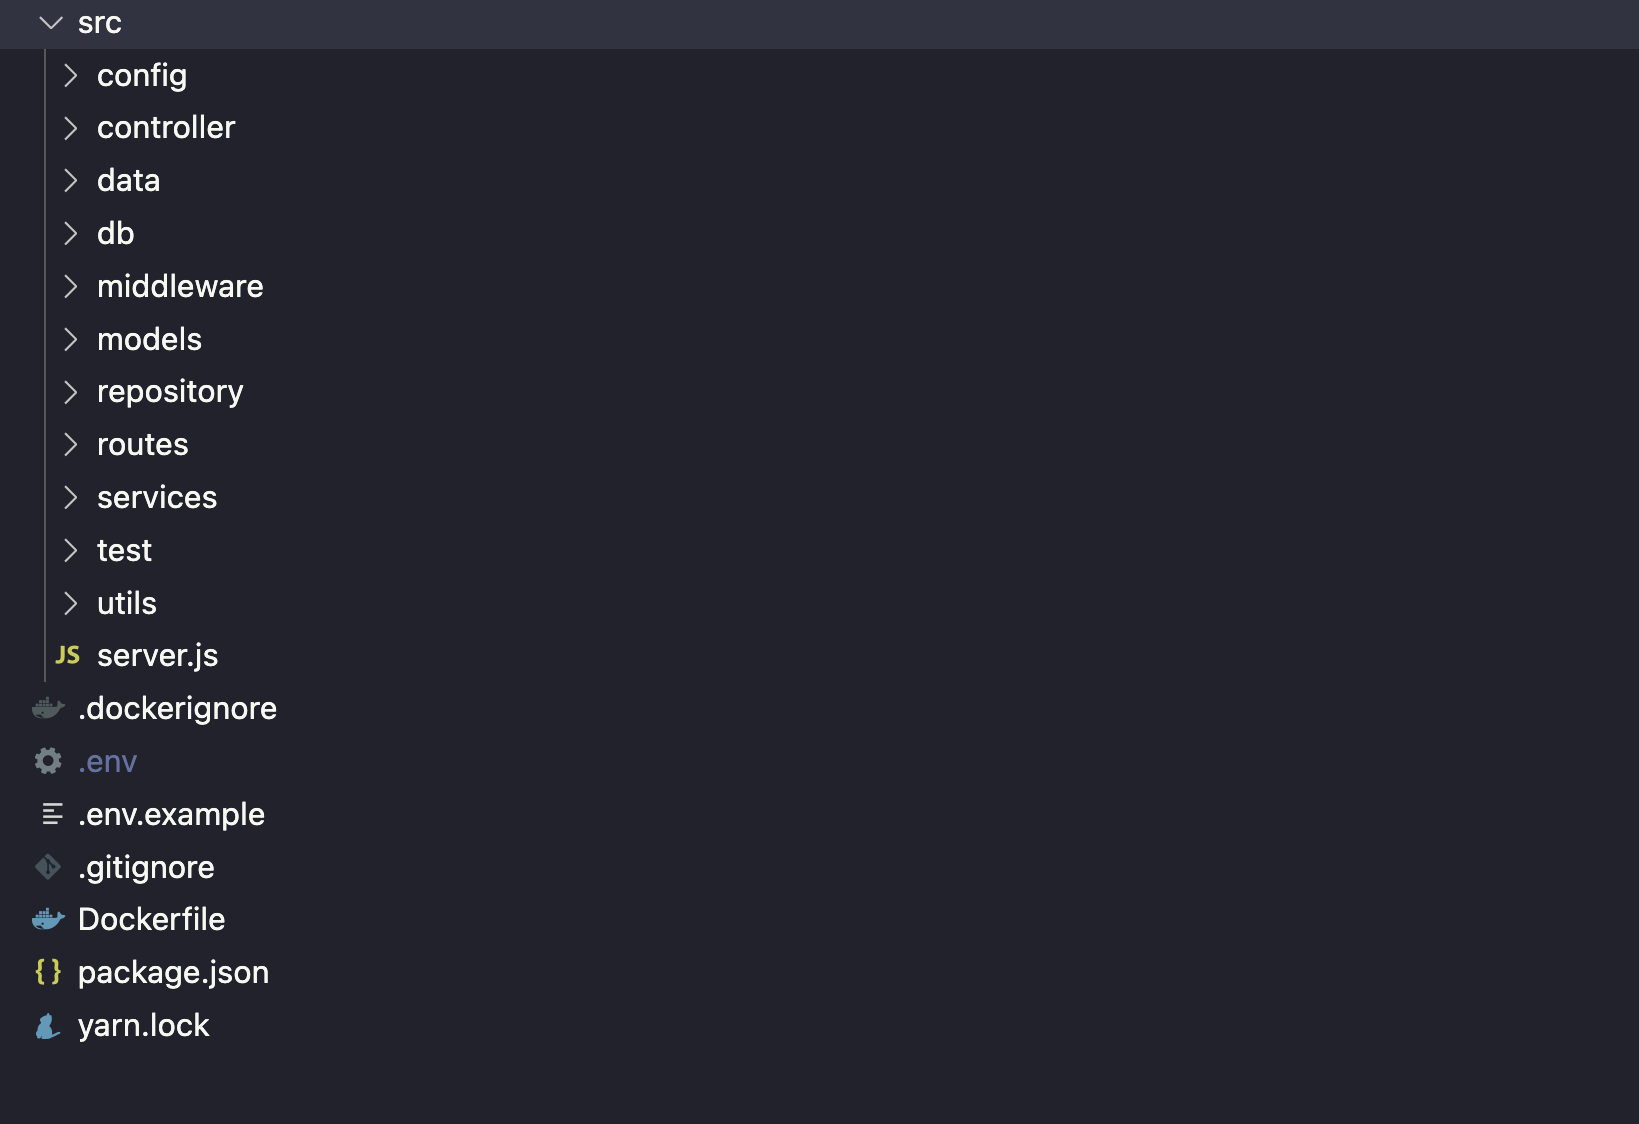 src
config
controller
data
db
middleware
models
repository
routes
services
test
utils
JS server.js
.dockerignore
.env
.env.example
.gitignore
Dockerfile
{} package.json
yarn.lock